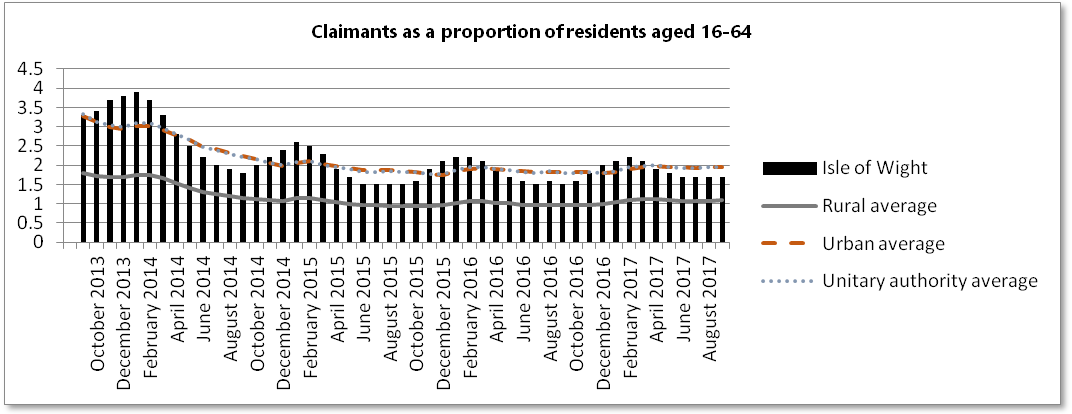 Claimants as a proportion of residents aged 16-64
4.5
4
3.5
3
2.5
2
1.5
1
0.5
0
October 2013
December 2013
February 2014
April 2014
June 2014
August 2014
October 2014
December 2014
February 2015
April 2015
June 2015
August 2015
October 2015
December 2015
February 2016
April 2016
June 2016
August 2016
October 2016
December 2016
February 2017
April 2017
June 2017
August 2017
Isle of Wight
Rural average
Urban average
Unitary authority average